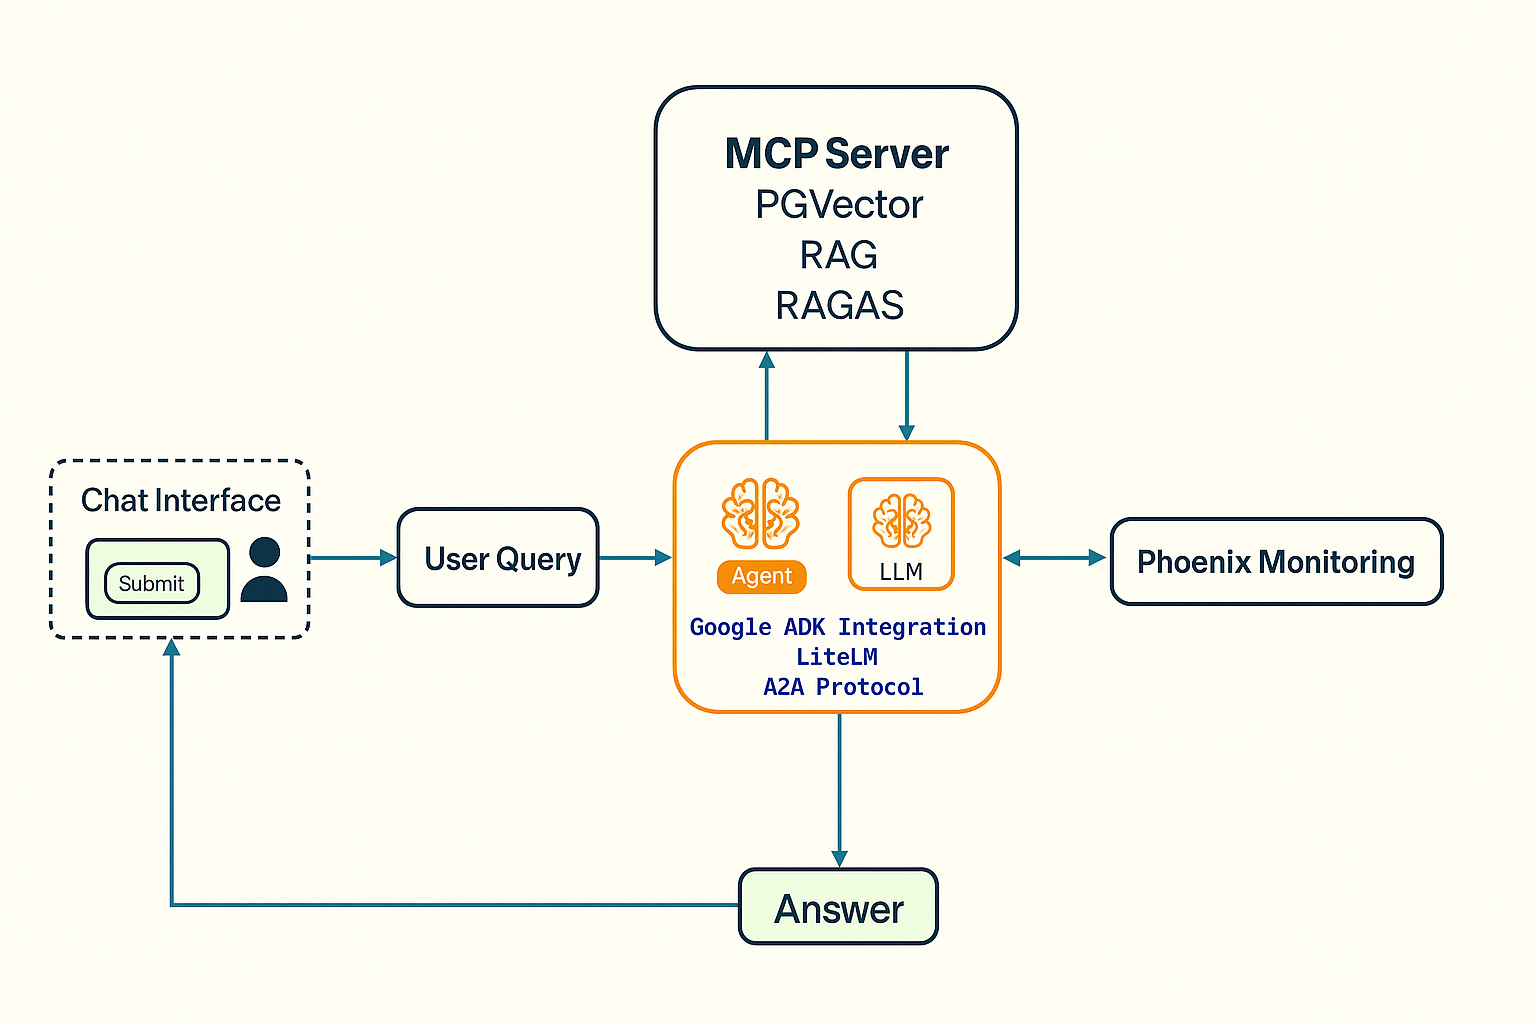 MCP Server
PGVector
RAG
RAGAS
Chat Interface
Submit
User Query
Agent
LLM
Google ADK Integration
LiteLM
A2A Protocol
Phoenix Monitoring
Answer